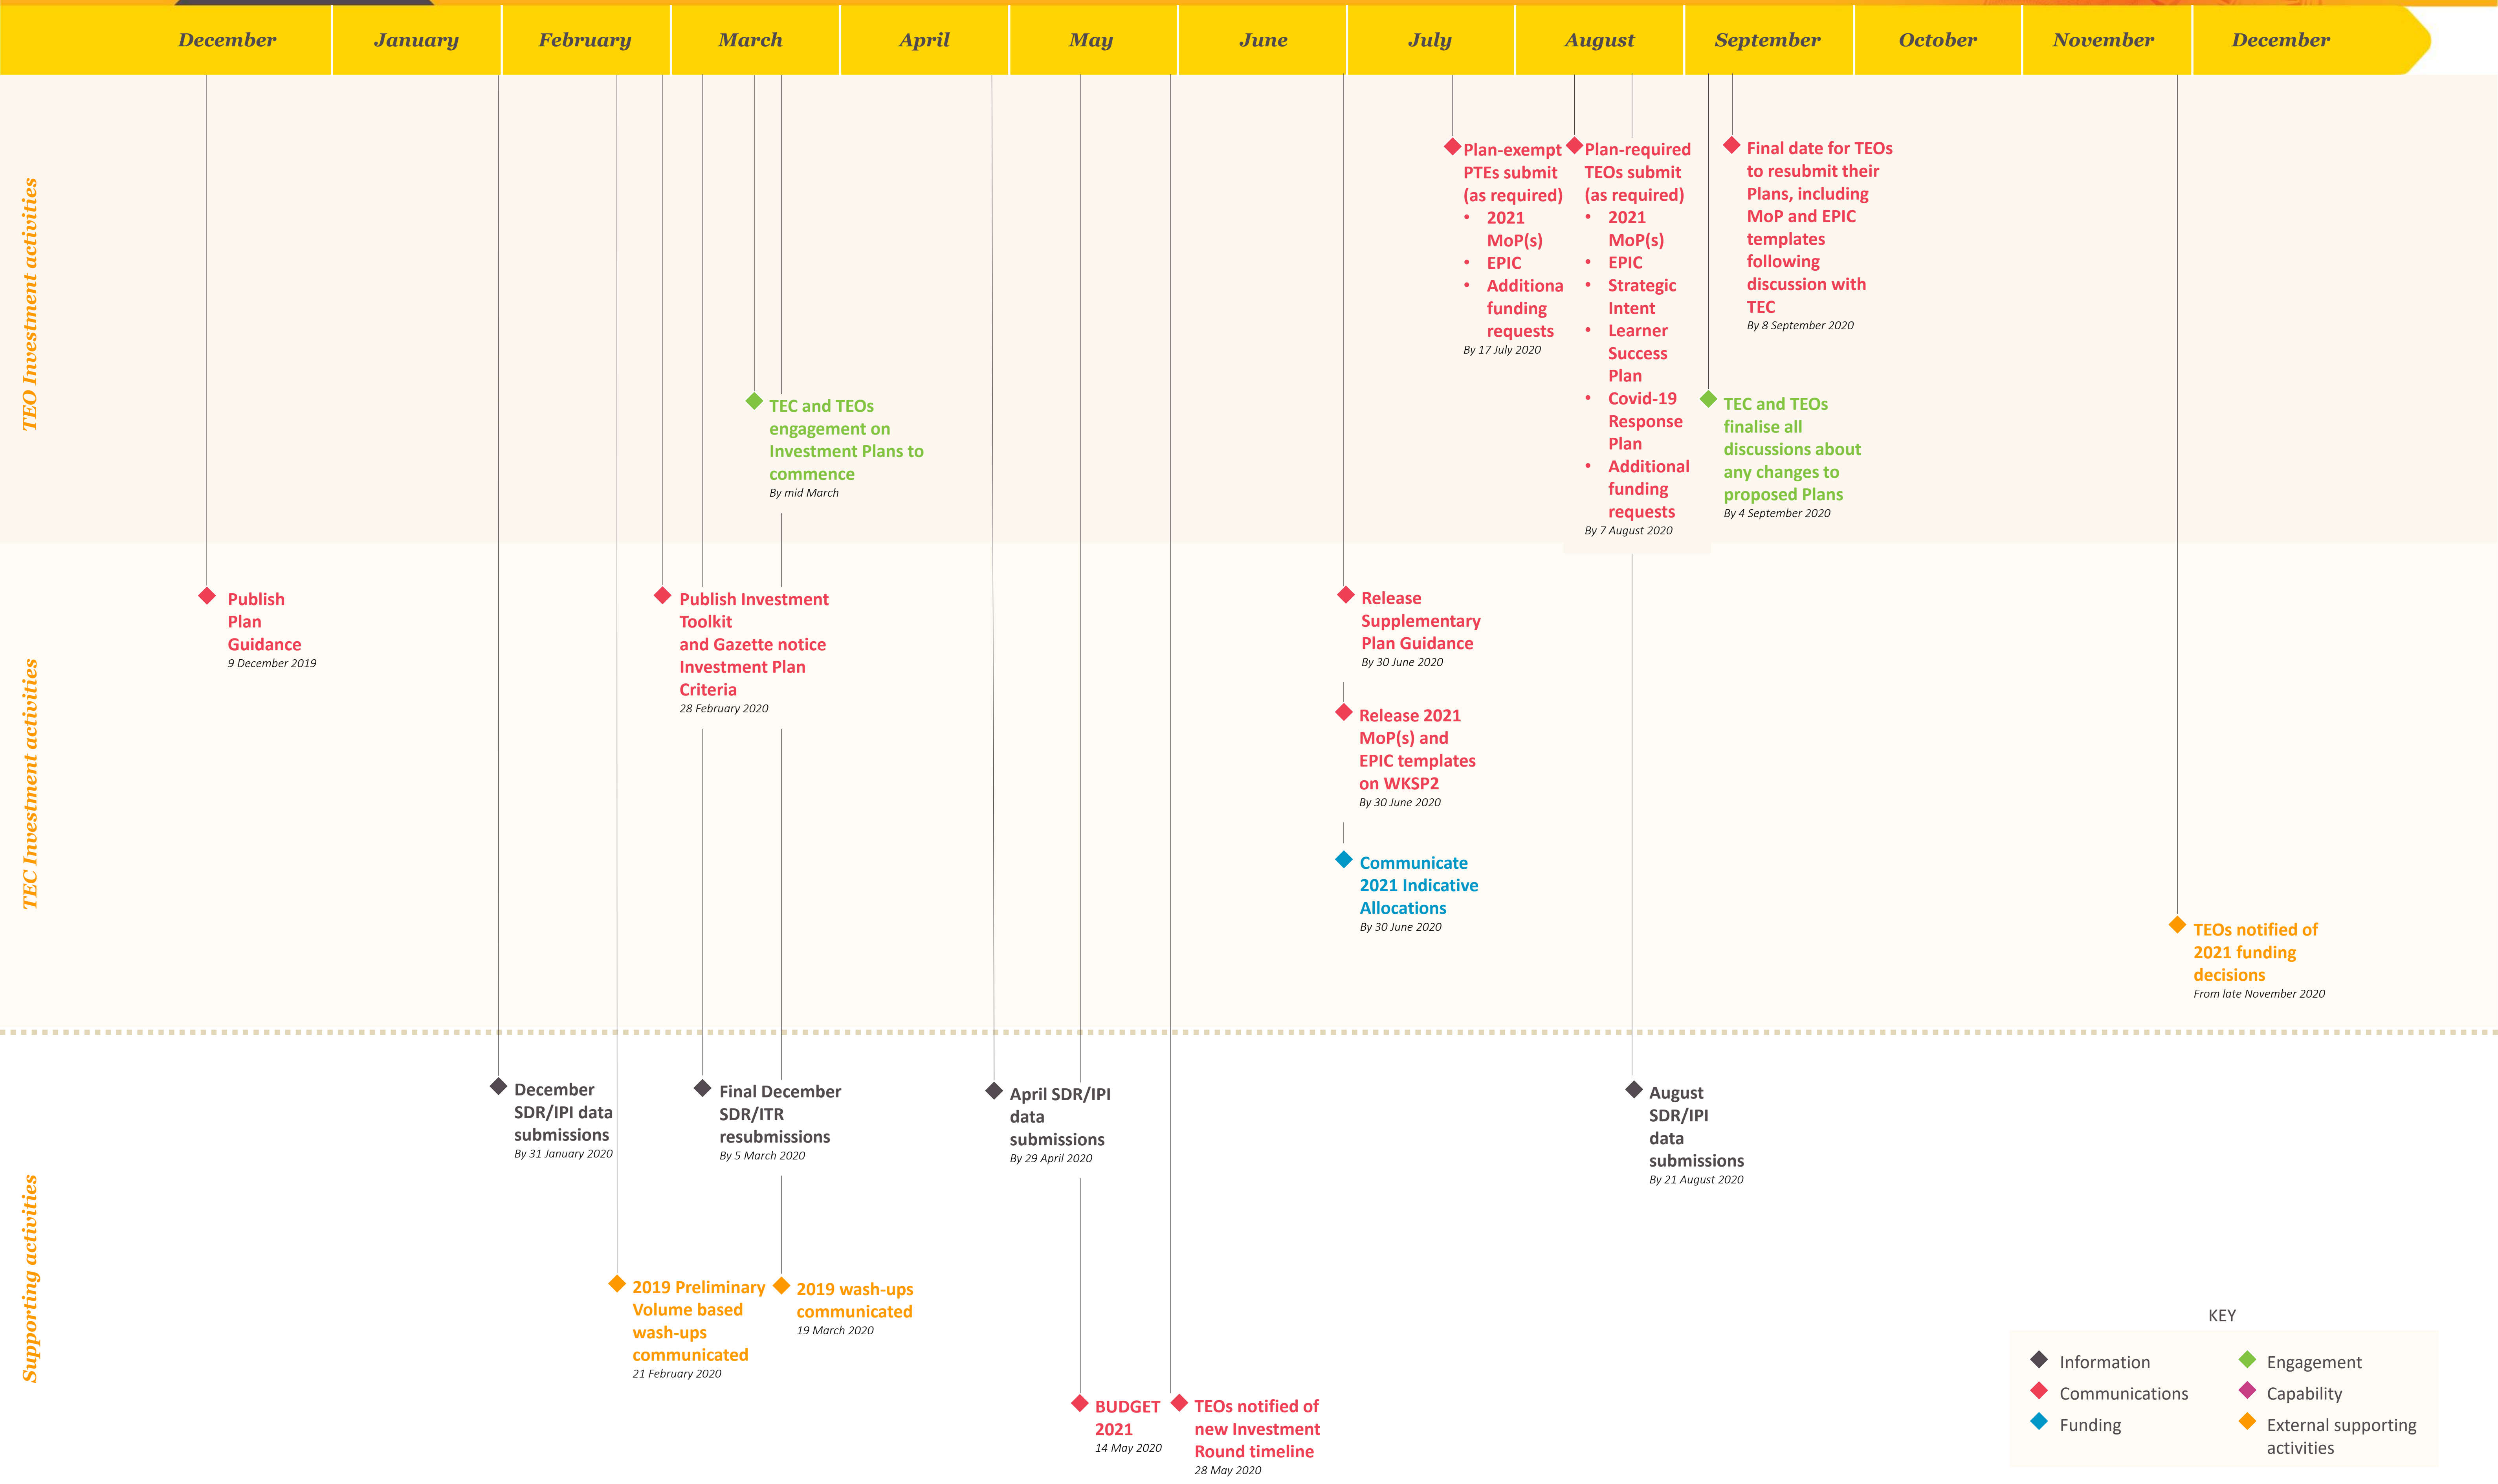 December January February March April May June July August September October November December
TEO Investment activities
Plan-exempt
PTEs submit
(as required)
• 2021
MoP(s)
• EPIC
• Additiona
funding
requests
By 17 July 2020
Plan-required
TEOs submit
(as required)
• 2021
MoP(s)
• EPIC
• Strategic
Intent
• Learner
Success
Plan
• Covid-19
Response
Plan
• Additional
funding
requests
By 7 August 2020
Final date for TEOs
to resubmit their
Plans, including
MoP and EPIC
templates
following
discussion with
TEC
By 8 September 2020
TEC and TEOs
engagement on
Investment Plans to
commence
By mid March
TEC and TEOs
finalise all
discussions about
any changes to
proposed Plans
By 4 September 2020
TEC Investment activities
Publish
Plan
Guidance
9 December 2019
Publish Investment
Toolkit
and Gazette notice
Investment Plan
Criteria
28 February 2020
Release
Supplementary
Plan Guidance
By 30 June 2020
Release 2021
MoP(s) and
EPIC templates
on WKSP2
By 30 June 2020
Communicate
2021 Indicative
Allocations
By 30 June 2020
TEOs notified of
2021 funding
decisions
From late November 2020
Supporting activities
December
SDR/IPI data
submissions
By 31 January 2020
Final December
SDR/ITR
resubmissions
By 5 March 2020
April SDR/IPI
data
submissions
By 29 April 2020
August
SDR/IPI
data
submissions
By 21 August 2020
2019 Preliminary
Volume based
wash-ups
communicated
21 February 2020
2019 wash-ups
communicated
19 March 2020
BUDGET
2021
14 May 2020
TEOs notified of
new Investment
Round timeline
28 May 2020
KEY
Information
Communications
Funding
Engagement
Capability
External supporting
activities